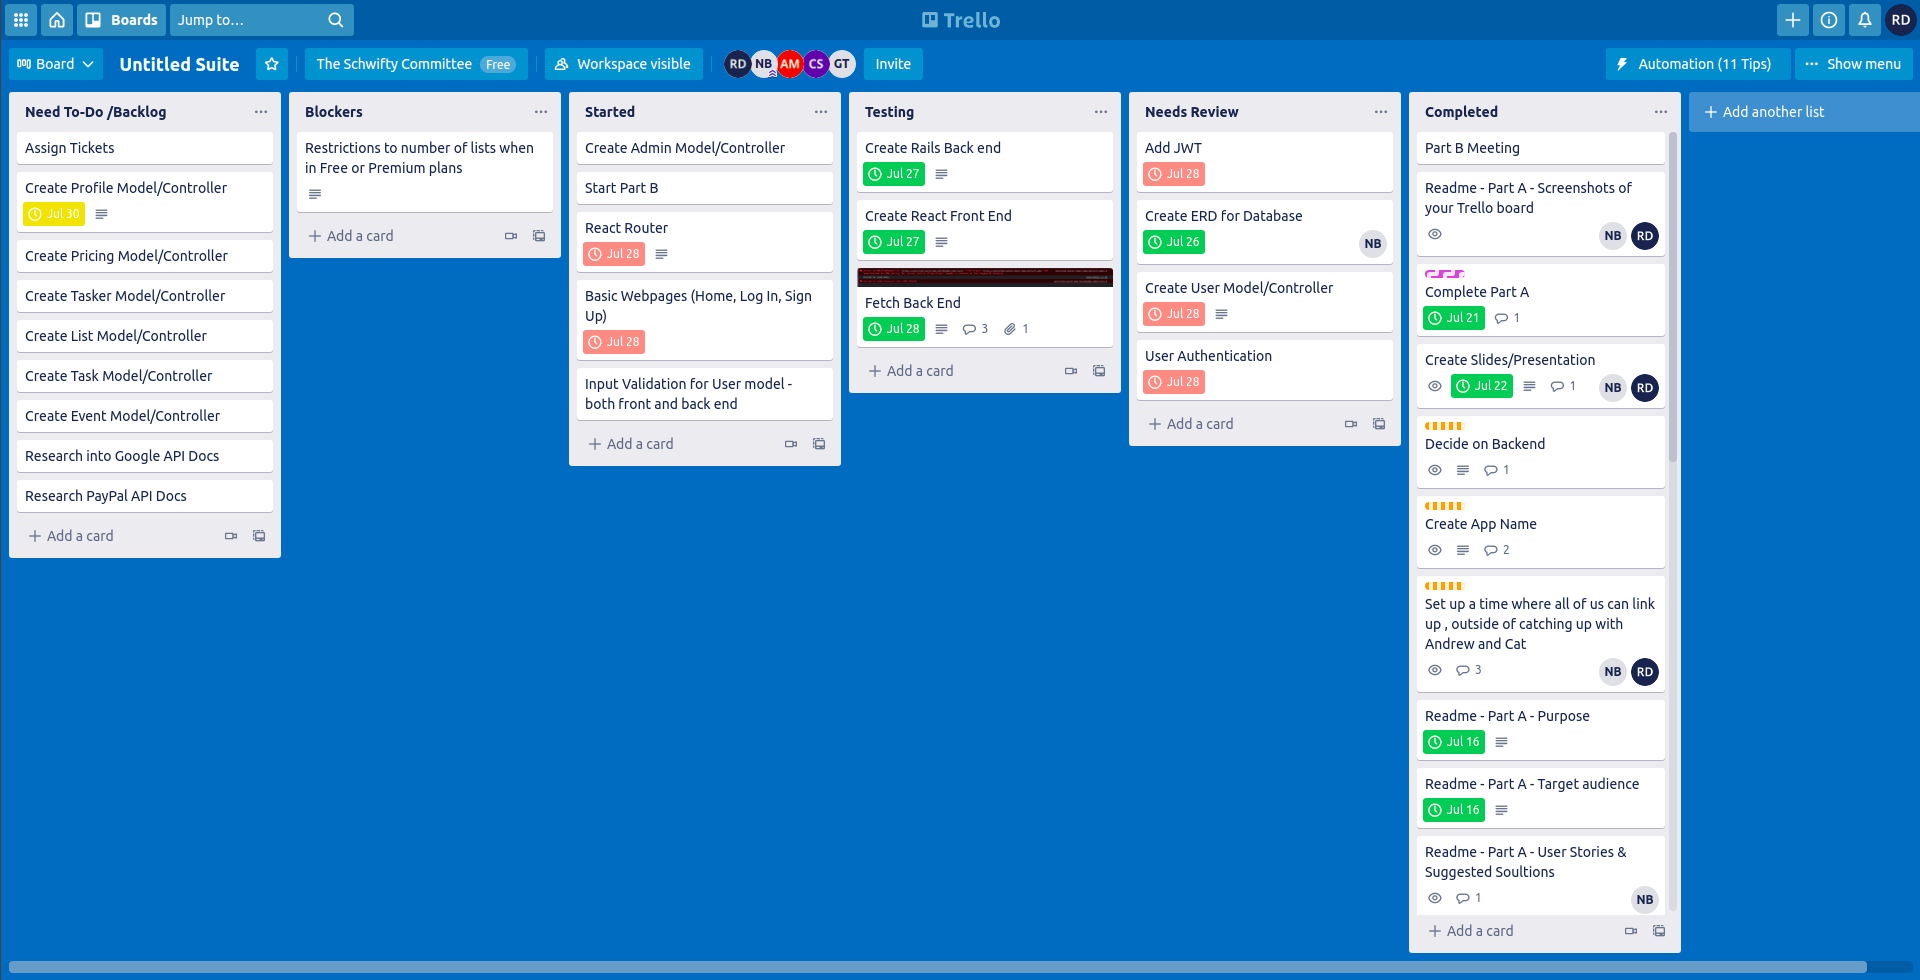 Boards
Jump to...
Trello
RD
Board
Untitled Suite
The Schwifty Committee Free
Workspace visible
RD NB AM CS GT
Invite
Automation (11 Tips)
Show menu
Need To-Do /Backlog
Assign Tickets
Create Profile Model/Controller
Jul 30
Create Pricing Model/Controller
Create Tasker Model/Controller
Create List Model/Controller
Create Task Model/Controller
Create Event Model/Controller
Research into Google API Docs
Research PayPal API Docs
Add a card
Blockers
Restrictions to number of lists when
in Free or Premium plans
Add a card
Started
Create Admin Model/Controller
Start Part B
React Router
Jul 28
Basic Webpages (Home, Log In, Sign
Up)
Jul 28
Input Validation for User model -
both front and back end
Add a card
Testing
Create Rails Back end
Jul 27
Create React Front End
Jul 27
Fetch Back End
Jul 28 3 1
Add a card
Needs Review
Add JWT
Jul 28
Create ERD for Database
Jul 26
NB
Create User Model/Controller
Jul 28
User Authentication
Jul 28
Add a card
Completed
Part B Meeting
Readme - Part A - Screenshots of
your Trello board
NB RD
Complete Part A
Jul 21 1
Create Slides/Presentation
Jul 22 1 NB RD
Decide on Backend
1
Create App Name
2
Set up a time where all of us can link
up , outside of catching up with
Andrew and Cat
3 NB RD
Readme - Part A - Purpose
Jul 16
Readme - Part A - Target audience
Jul 16
Readme - Part A - User Stories &
Suggested Soultions
1 NB
Add a card
Add another list